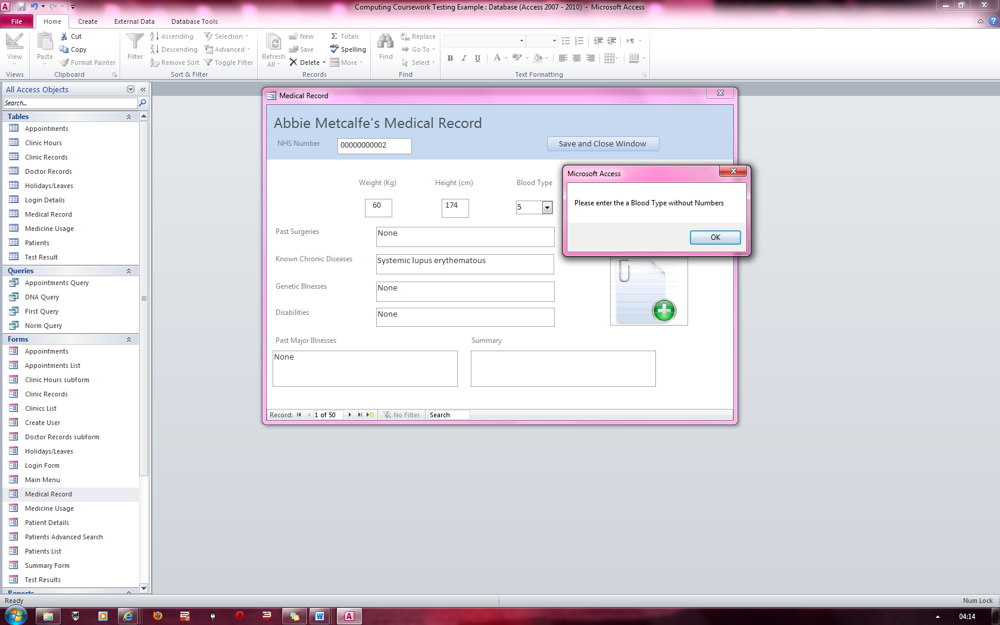 Computing Coursework Testing Example : Database (Access 2007 - 2010) - Microsoft Access
File Home Create External Data Database Tools
View
Views
Paste
Cut
Copy
Format Painter
Clipboard
Filter
Ascending
Descending
Remove Sort
Selection
Advanced
Toggle Filter
Sort & Filter
Refresh
All
New
Save
Delete
Totals
Spelling
More
Records
Find
Replace
Go To
Select
Find
B I U A
Text Formatting
All Access Objects
Search...
Tables
Appointments
Clinic Hours
Clinic Records
Doctor Records
Holidays/Leaves
Login Details
Medical Record
Medicine Usage
Patients
Test Result
Queries
Appointments Query
DNA Query
First Query
Norm Query
Forms
Appointments
Appointments List
Clinic Hours subform
Clinic Records
Clinics List
Create User
Doctor Records subform
Holidays/Leaves
Login Form
Main Menu
Medical Record
Medicine Usage
Patient Details
Patients Advanced Search
Patients List
Summary Form
Test Results
Reports
Medical Record
Abbie Metcalfe's Medical Record
NHS Number 00000000002
Save and Close Window
Weight (Kg) Height (cm) Blood Type
60 174 5
Past Surgeries None
Known Chronic Diseases Systemic lupus erythematous
Genetic Illnesses None
Disabilities None
Past Major Illnesses Summary
None
Record: 1 of 50 No Filter Search
Microsoft Access
Please enter the a Blood Type without Numbers
OK
Ready Num Lock
04:14